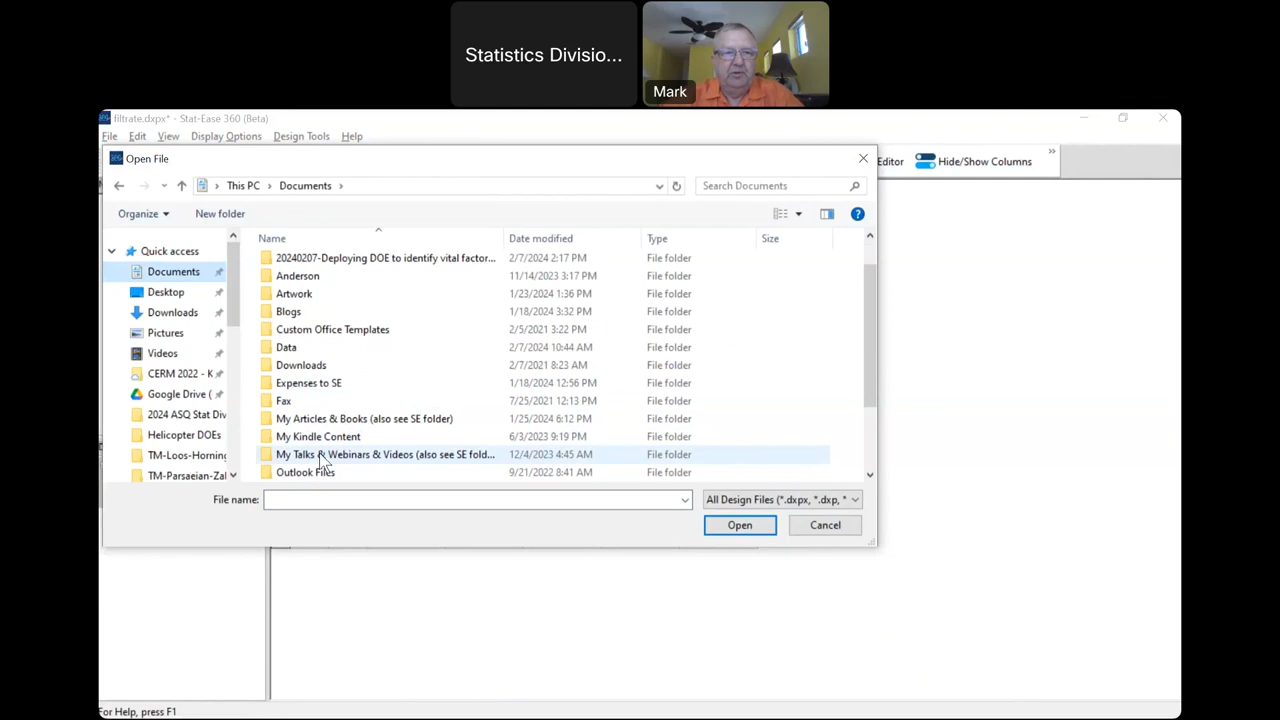 Statistics Divisio...
Mark
filtrate.dxpx* - Stat-Ease 360 (Beta)
File Edit View Display Options Design Tools Help
Open File
Editor Hide/Show Columns »
This PC > Documents >
Search Documents
Organize New folder
Name Date modified Type Size
Quick access
Documents
Desktop
Downloads
Pictures
Videos
CERM 2022 - K
Google Drive (
2024 ASQ Stat Div
Helicopter DOEs
TM-Loos-Horning
TM-Parsaeian-Zal
20240207-Deploying DOE to identify vital factor... 2/7/2024 2:17 PM File folder
Anderson 11/14/2023 3:17 PM File folder
Artwork 1/23/2024 1:36 PM File folder
Blogs 1/18/2024 3:32 PM File folder
Custom Office Templates 2/5/2021 3:22 PM File folder
Data 2/7/2024 10:44 AM File folder
Downloads 2/7/2021 8:23 AM File folder
Expenses to SE 1/18/2024 12:56 PM File folder
Fax 7/25/2021 12:13 PM File folder
My Articles & Books (also see SE folder) 1/25/2024 6:12 PM File folder
My Kindle Content 6/3/2023 9:19 PM File folder
My Talks & Webinars & Videos (also see SE fold... 12/4/2023 4:45 AM File folder
Outlook Files 9/21/2022 8:41 AM File folder
File name: All Design Files (*.dxpx, *.dxp, *
Open Cancel
For Help, press F1